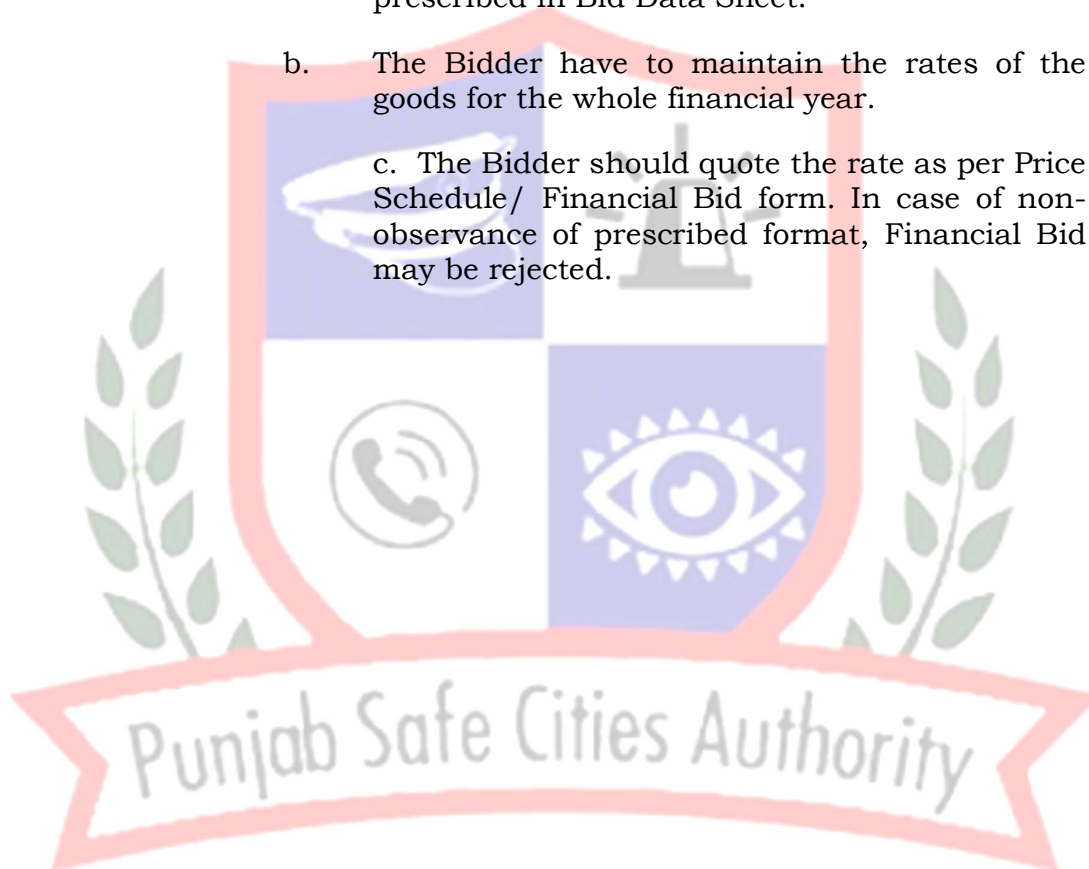 prescribed in Bid Data Sheet.
b. The Bidder have to maintain the rates of the
goods for the whole financial year.
c. The Bidder should quote the rate as per Price
Schedule/ Financial Bid form. In case of non-
observance of prescribed format, Financial Bid
may be rejected.
Punjab Safe Cities Authority